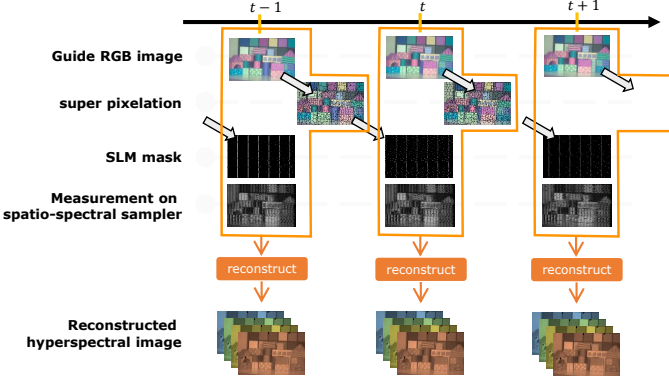 t − 1
t
t + 1
Guide RGB image
super pixelation
SLM mask
Measurement on
spatio-spectral sampler
reconstruct
reconstruct
reconstruct
Reconstructed
hyperspectral image